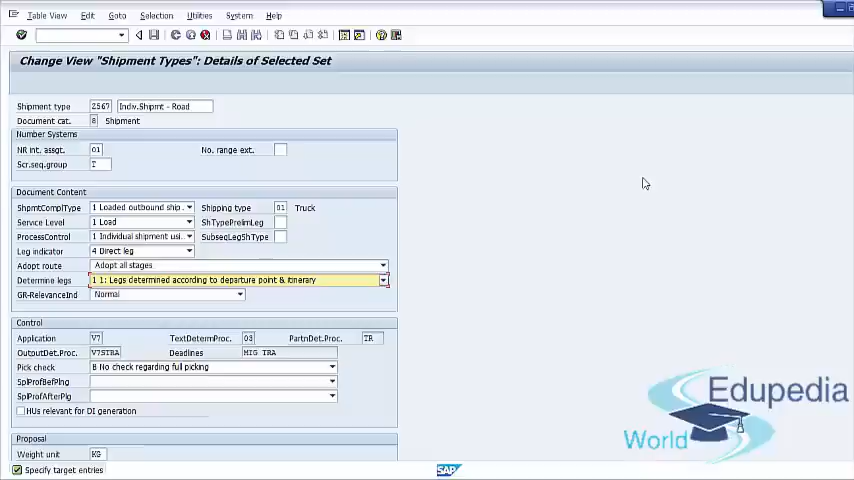 Table View Edit Goto Selection Utilities System Help
Change View "Shipment Types": Details of Selected Set
Shipment type Z567 Indiv.Shipmt - Road
Document cat. 8 Shipment
Number Systems
NR int. assgt. 01 No. range ext.
Scr.seq.group T
Document Content
ShpmtComplType 1 Loaded outbound ship.. Shipping type 01 Truck
Service Level 1 Load ShTypePrelimLeg
ProcessControl 1 Individual shipment usi.. SubseqLegShType
Leg indicator 4 Direct leg
Adopt route Adopt all stages
Determine legs 1 1: Legs determined according to departure point & itinerary
GR-RelevanceInd Normal
Control
Application V7 TextDetermProc. 03 PartnDet.Proc. TR
OutputDet.Proc. V7STRA Deadlines MIG TRA
Pick check B No check regarding full picking
SplProfBefPlng
SplProfAfterPlg
HUs relevant for DI generation
Proposal
Weight unit KG
Specify target entries
SAP
Edupedia
World